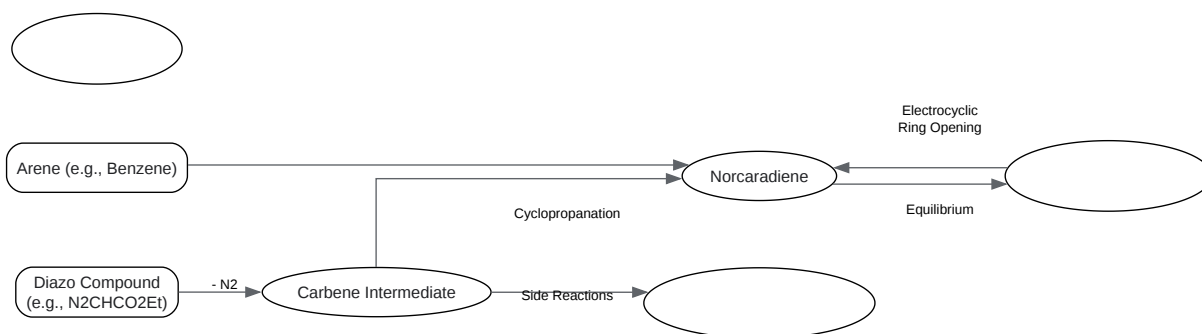 Electrocyclic
Ring Opening
Arene (e.g., Benzene)
Norcaradiene
Cyclopropanation
Equilibrium
Diazo Compound
(e.g., N2CHCO2Et)
- N2
Carbene Intermediate
Side Reactions